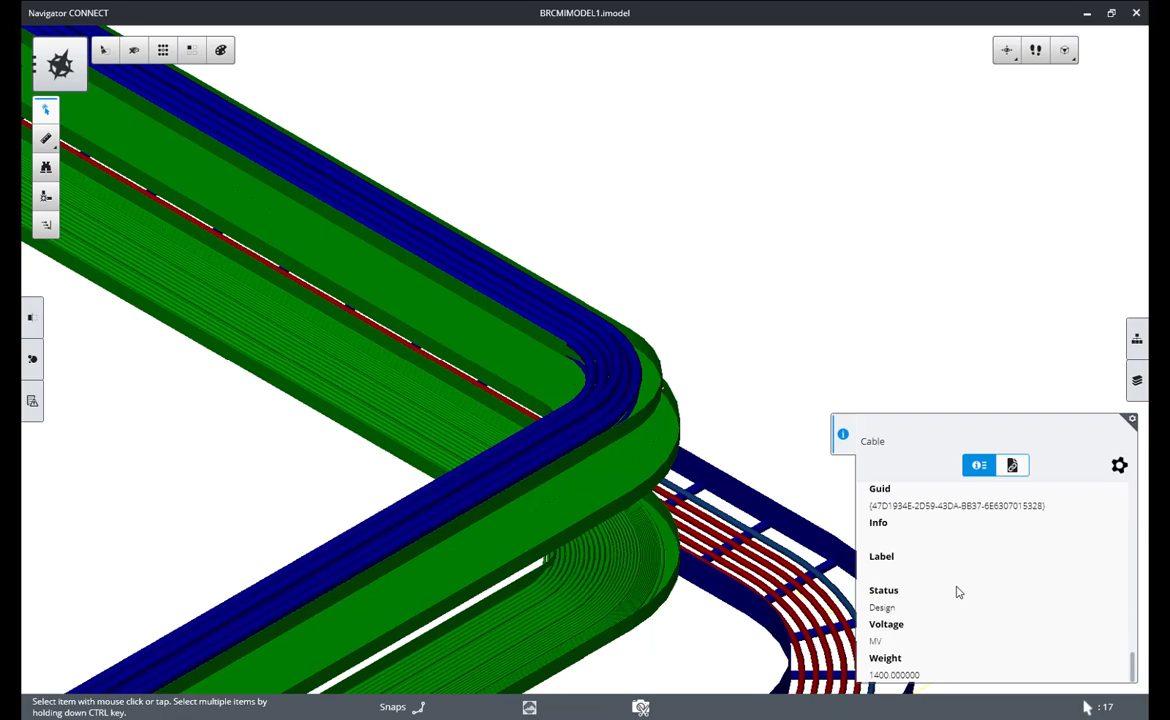 Navigator CONNECT
BRCMIMODEL1.imodel
Cable
Guid
{47D1934E-2D59-43DA-BB37-6E6307015328}
Info
Label
Status
Design
Voltage
MV
Weight
1400.000000
Select item with mouse click or tap. Select multiple items by
holding down CTRL key.
Snaps
: 17